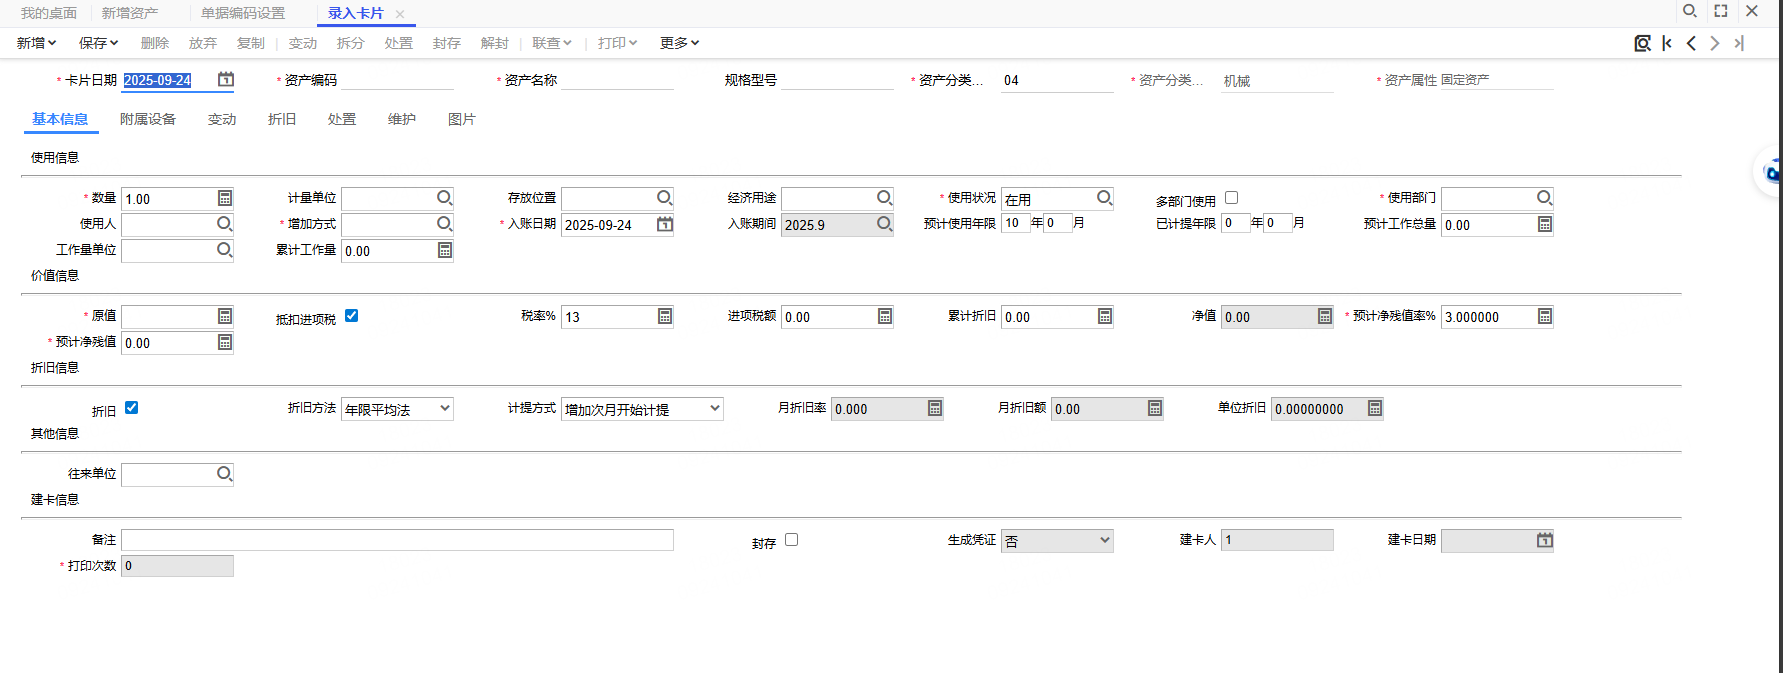 我的桌面 新增资产 单据编码设置 录入卡片
新增 保存 删除 放弃 复制 变动 拆分 处置 封存 解封 联查 打印 更多
* 卡片日期 2025-09-24 * 资产编码 * 资产名称 规格型号 * 资产分类... 04 * 资产分类... 机械 * 资产属性 固定资产
基本信息 附属设备 变动 折旧 处置 维护 图片
使用信息
* 数量 1.00 计量单位 存放位置 经济用途 * 使用状况 在用 多部门使用 * 使用部门
使用人 * 增加方式 * 入账日期 2025-09-24 入账期间 2025.9 预计使用年限 10 年 0 月 已计提年限 0 年 0 月 预计工作总量 0.00
工作量单位 累计工作量 0.00
价值信息
* 原值 抵扣进项税 税率% 13 进项税额 0.00 累计折旧 0.00 净值 0.00 * 预计净残值率% 3.000000
* 预计净残值 0.00
折旧信息
折旧 折旧方法 年限平均法 计提方式 增加次月开始计提 月折旧率 0.000 月折旧额 0.00 单位折旧 0.00000000
其他信息
往来单位
建卡信息
备注 封存 生成凭证 否 建卡人 1 建卡日期
* 打印次数 0